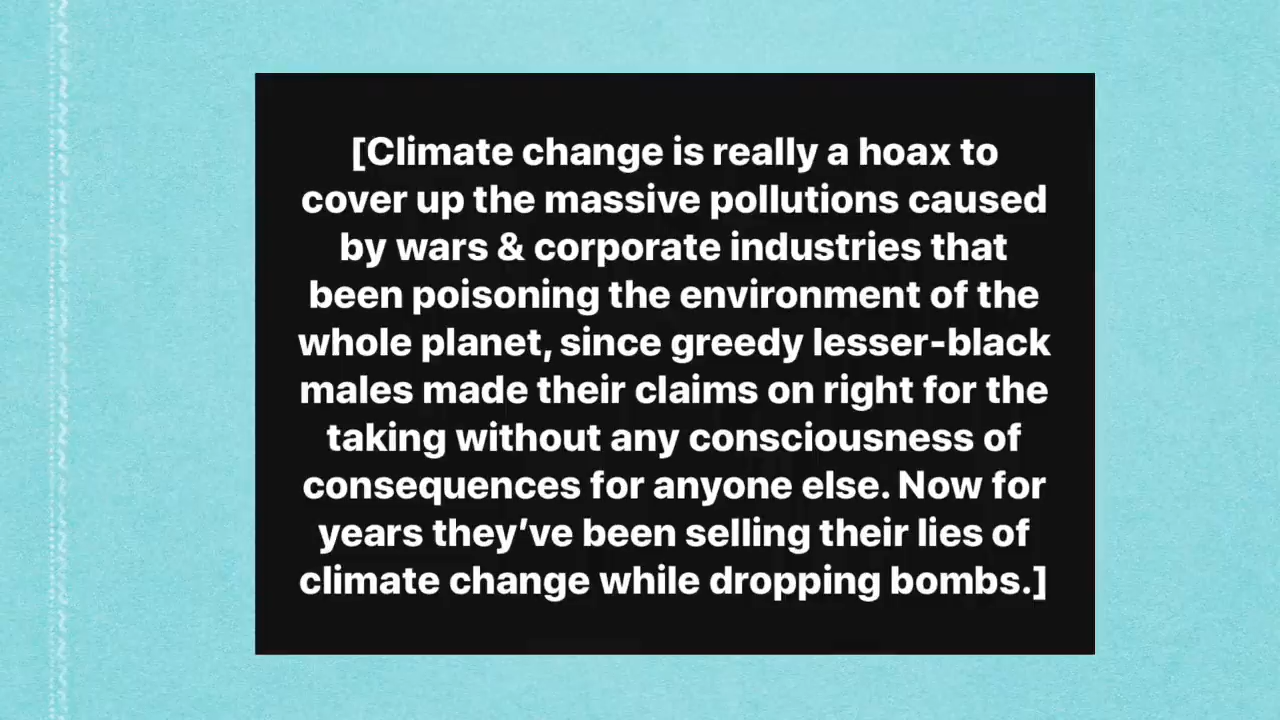 [Climate change is really a hoax to
cover up the massive pollutions caused
by wars & corporate industries that
been poisoning the environment of the
whole planet, since greedy lesser-black
males made their claims on right for the
taking without any consciousness of
consequences for anyone else. Now for
years they’ve been selling their lies of
climate change while dropping bombs.]